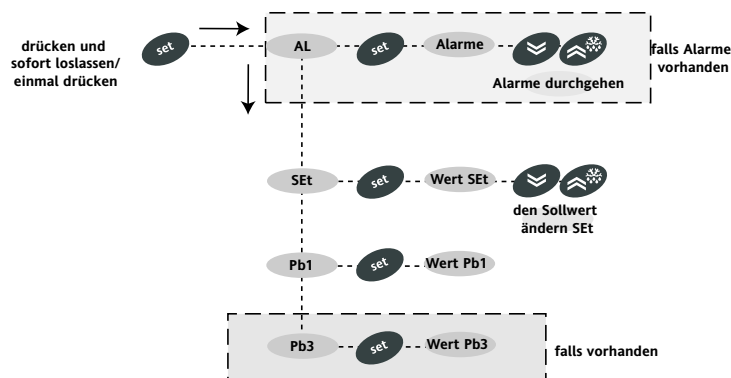 drücken und
sofort loslassen/
einmal drücken
set
AL
set
Alarme
falls Alarme
vorhanden
Alarme durchgehen
SEt
set
Wert SEt
den Sollwert
ändern SEt
Pb1
set
Wert Pb1
Pb3
set
Wert Pb3
falls vorhanden